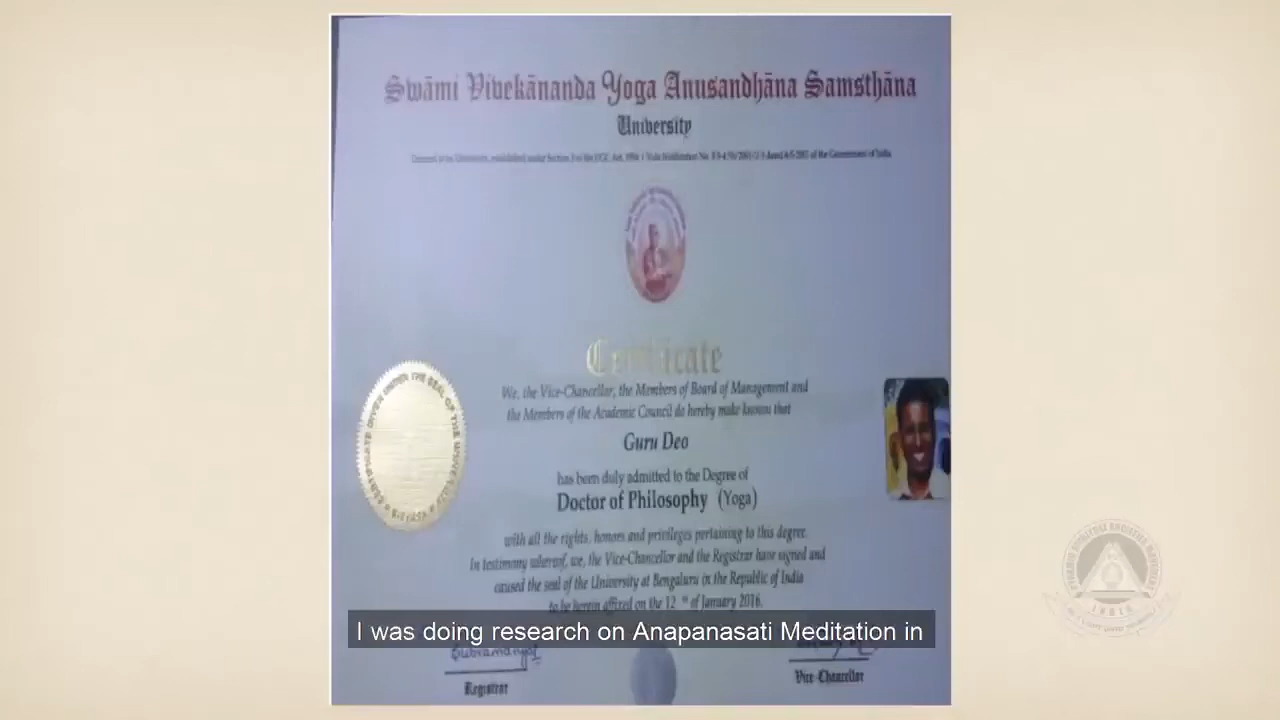 Swāmi Vivekānanda Yoga Anusandhāna Samsthāna
University
Certificate
We, the Vice-Chancellor, the Members of Board of Management and
the Members of the Academic Council do hereby make known that
Guru Deo
has been duly admitted to the Degree of
Doctor of Philosophy (Yoga)
with all the rights, honors and privileges pertaining to this degree.
In testimony whereof, we, the Vice-Chancellor and the Registrar have signed and
caused the seal of the University at Bengaluru in the Republic of India
to be herein affixed on the 12th of January 2016.
I was doing research on Anapanasati Meditation in
Registrar
Vice-Chancellor
INDIA